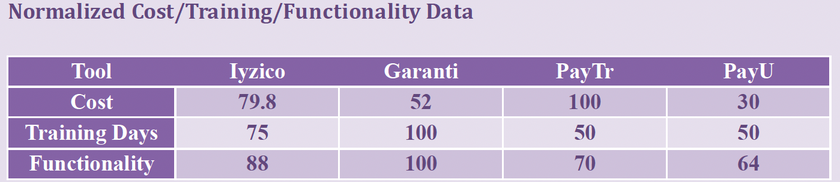 Normalized Cost/Training/Functionality Data
Tool Iyzico Garanti PayTr PayU
Cost 79.8 52 100 30
Training Days 75 100 50 50
Functionality 88 100 70 64